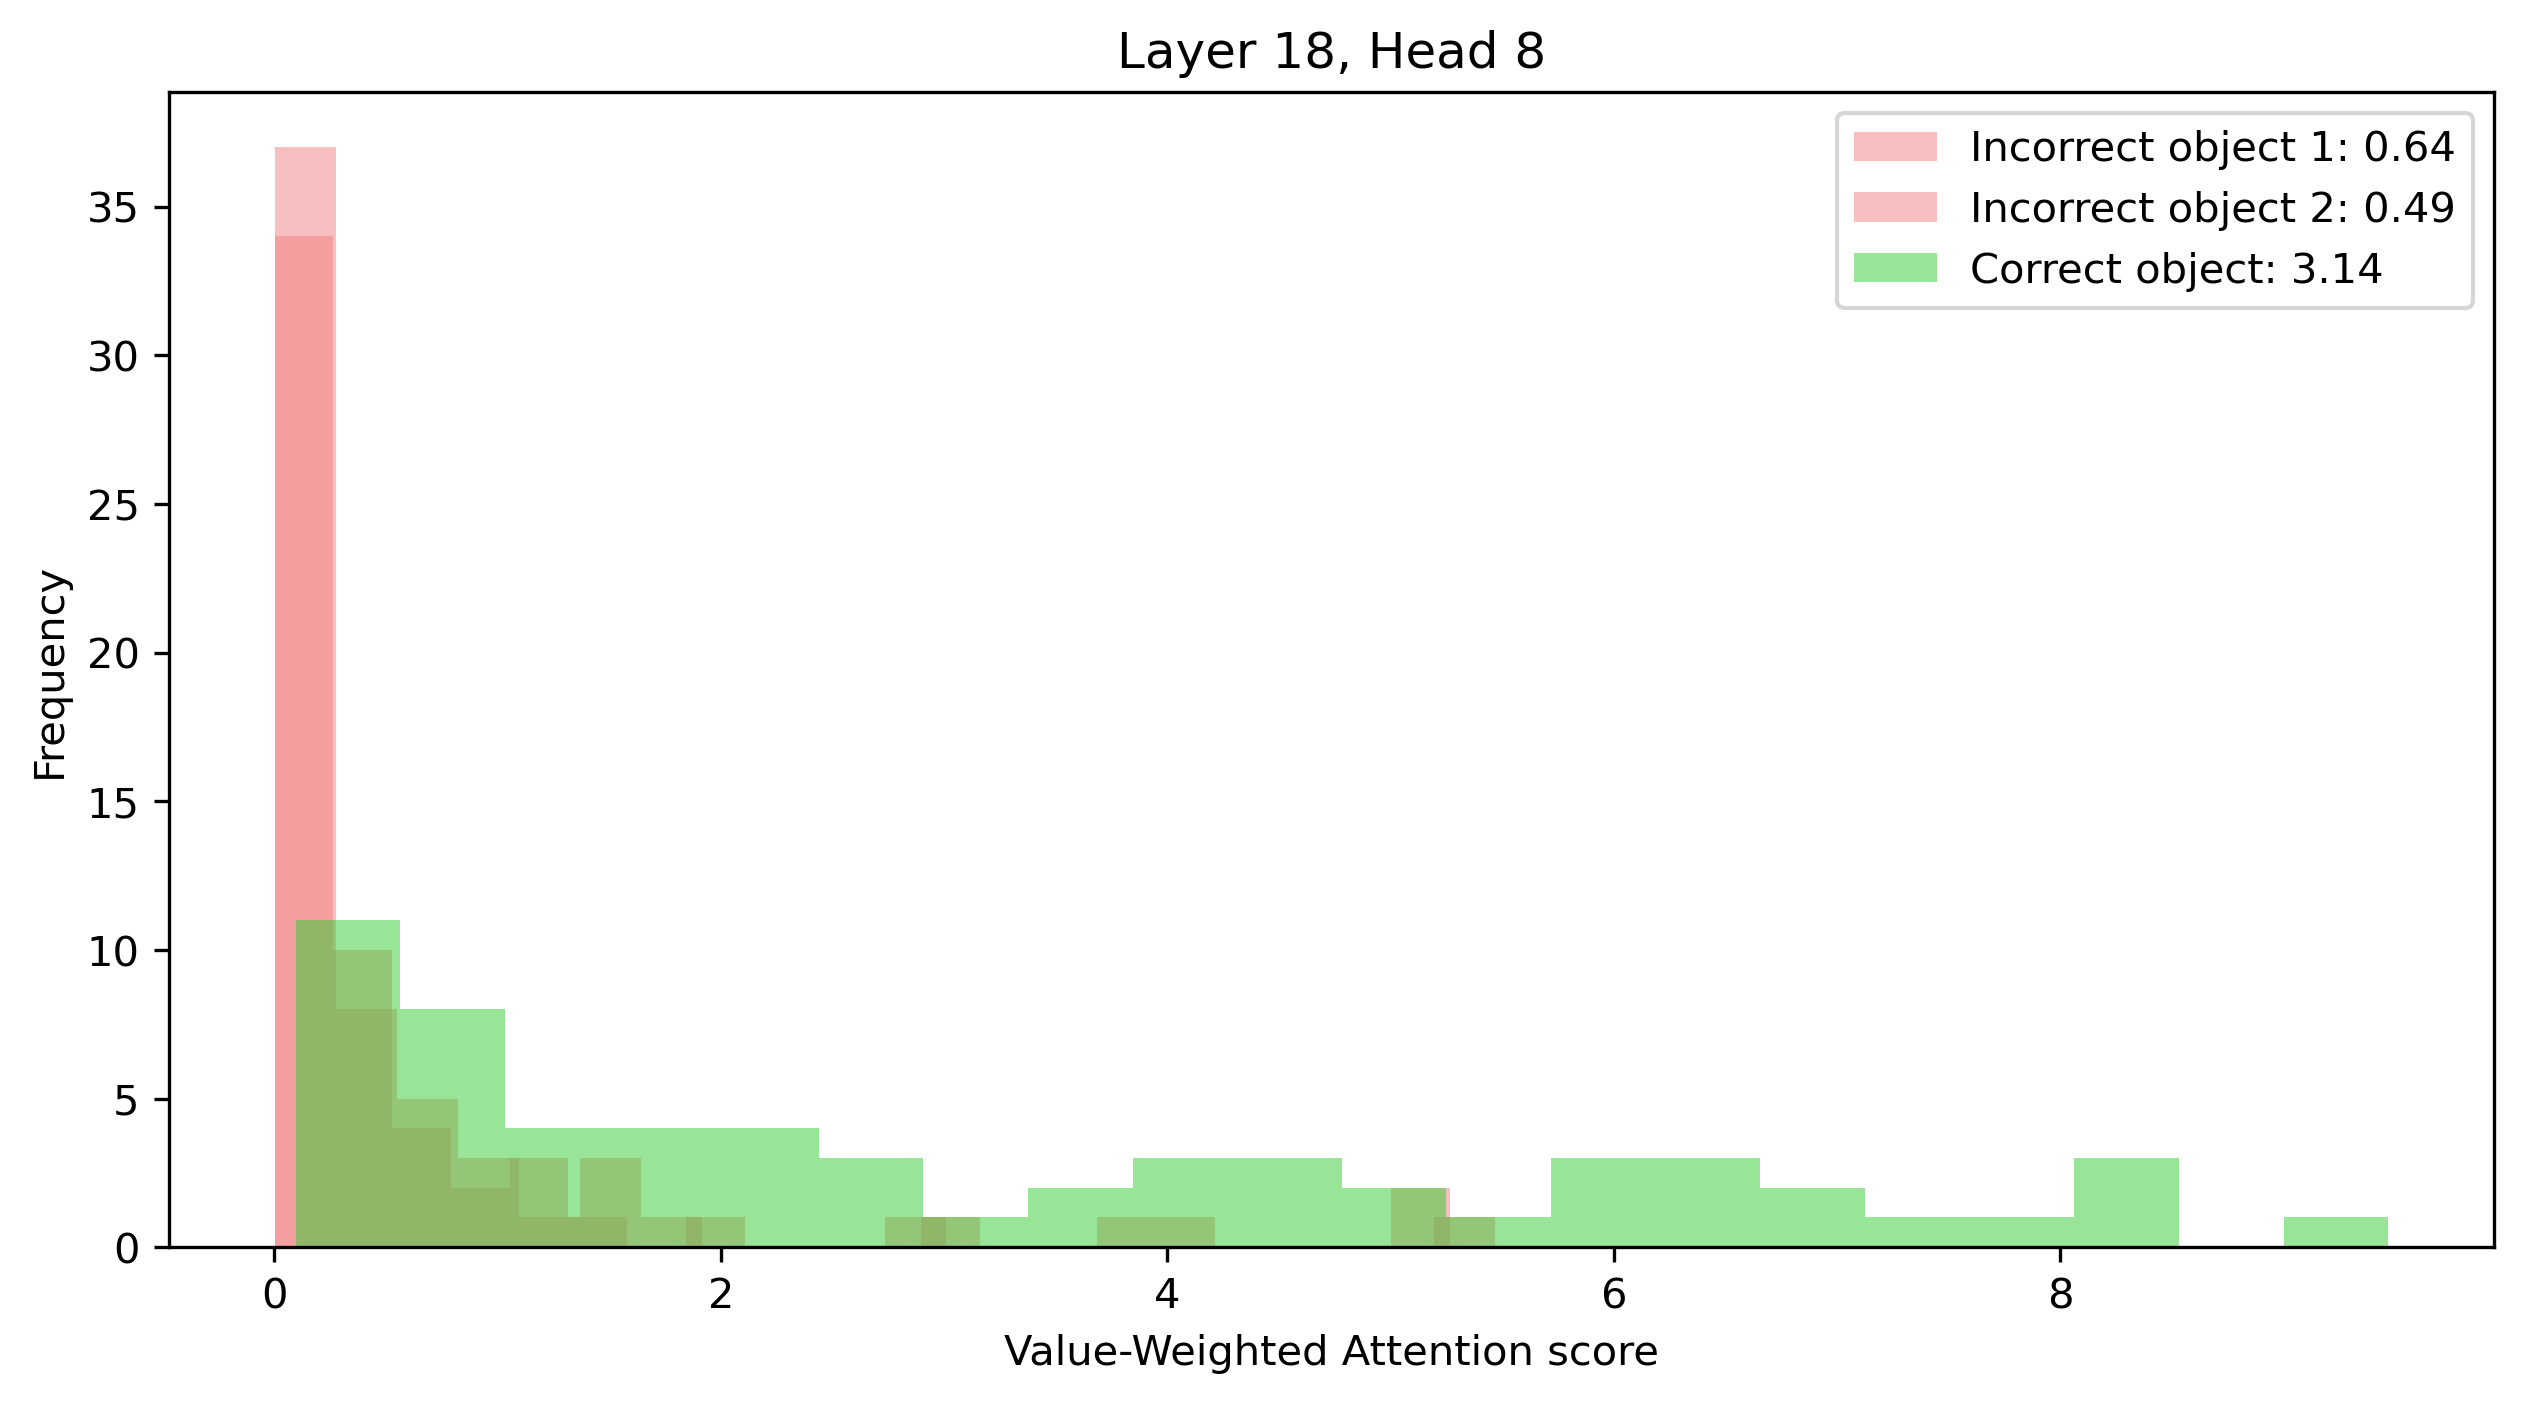 Layer 18, Head 8
Incorrect object 1: 0.64
Incorrect object 2: 0.49
Correct object: 3.14
Frequency
35
30
25
20
15
10
5
0
0 2 4 6 8
Value-Weighted Attention score